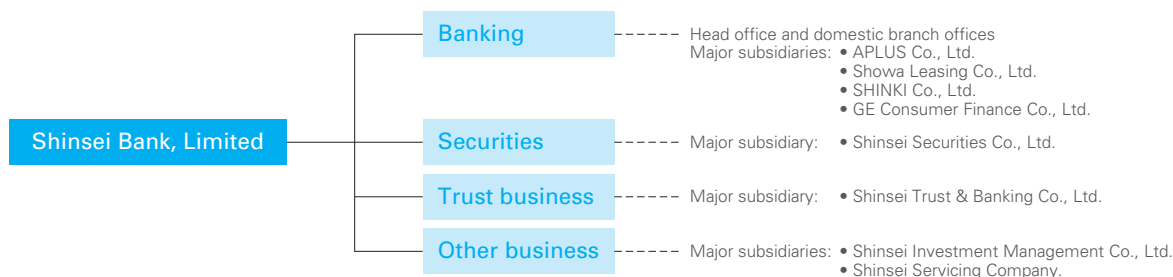 Banking
Head office and domestic branch offices
Major subsidiaries: • APLUS Co., Ltd.
• Showa Leasing Co., Ltd.
• SHINKI Co., Ltd.
• GE Consumer Finance Co., Ltd.
Shinsei Bank, Limited
Securities
Major subsidiary: • Shinsei Securities Co., Ltd.
Trust business
Major subsidiary: • Shinsei Trust & Banking Co., Ltd.
Other business
Major subsidiaries: • Shinsei Investment Management Co., Ltd.
• Shinsei Servicing Company.